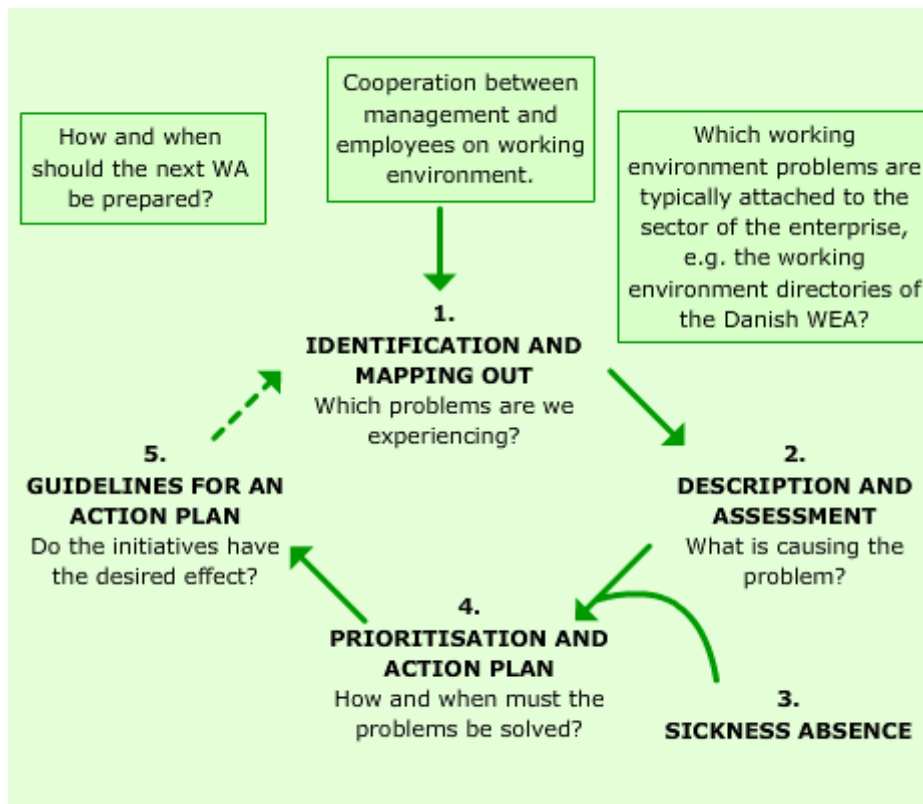 How and when
should the next WA
be prepared?
Cooperation between
management and
employees on working
environment.
Which working
environment problems are
typically attached to the
sector of the enterprise,
e.g. the working
environment directories of
the Danish WEA?
1.
IDENTIFICATION AND
MAPPING OUT
Which problems are we
experiencing?
2.
DESCRIPTION AND
ASSESSMENT
What is causing the
problem?
3.
SICKNESS ABSENCE
4.
PRIORITISATION AND
ACTION PLAN
How and when must the
problems be solved?
5.
GUIDELINES FOR AN
ACTION PLAN
Do the initiatives have
the desired effect?